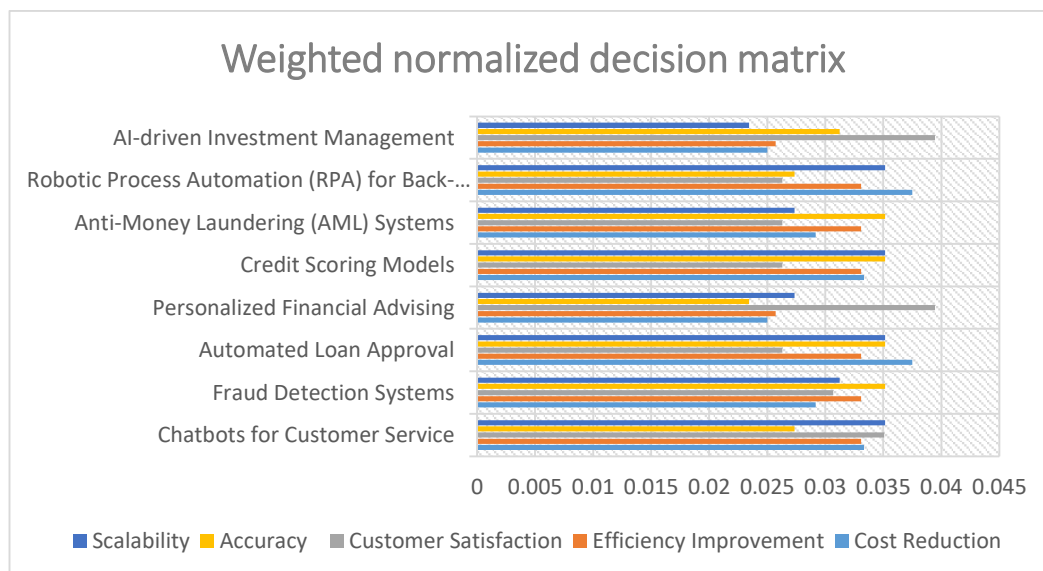 Weighted normalized decision matrix
AI-driven Investment Management
Robotic Process Automation (RPA) for Back-...
Anti-Money Laundering (AML) Systems
Credit Scoring Models
Personalized Financial Advising
Automated Loan Approval
Fraud Detection Systems
Chatbots for Customer Service
0 0.005 0.01 0.015 0.02 0.025 0.03 0.035 0.04 0.045
Scalability Accuracy Customer Satisfaction Efficiency Improvement Cost Reduction